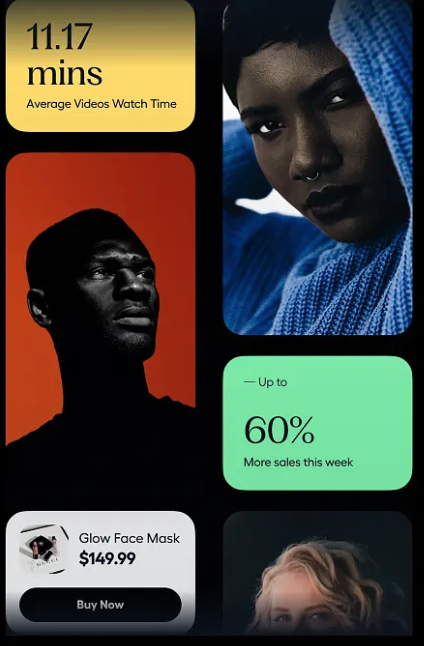 11.17
mins
Average Videos Watch Time
— Up to
60%
More sales this week
Glow Face Mask
$149.99
Buy Now